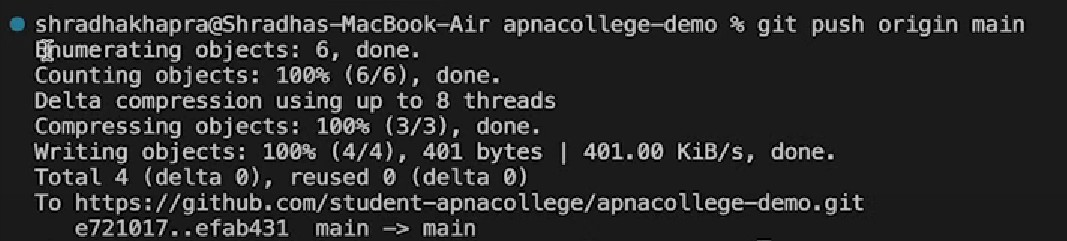 shradhakhapra@Shradhas-MacBook-Air apnacollege-demo % git push origin main
Enumerating objects: 6, done.
Counting objects: 100% (6/6), done.
Delta compression using up to 8 threads
Compressing objects: 100% (3/3), done.
Writing objects: 100% (4/4), 401 bytes | 401.00 KiB/s, done.
Total 4 (delta 0), reused 0 (delta 0)
To https://github.com/student-apnacollege/apnacollege-demo.git
   e721017..efab431  main -> main